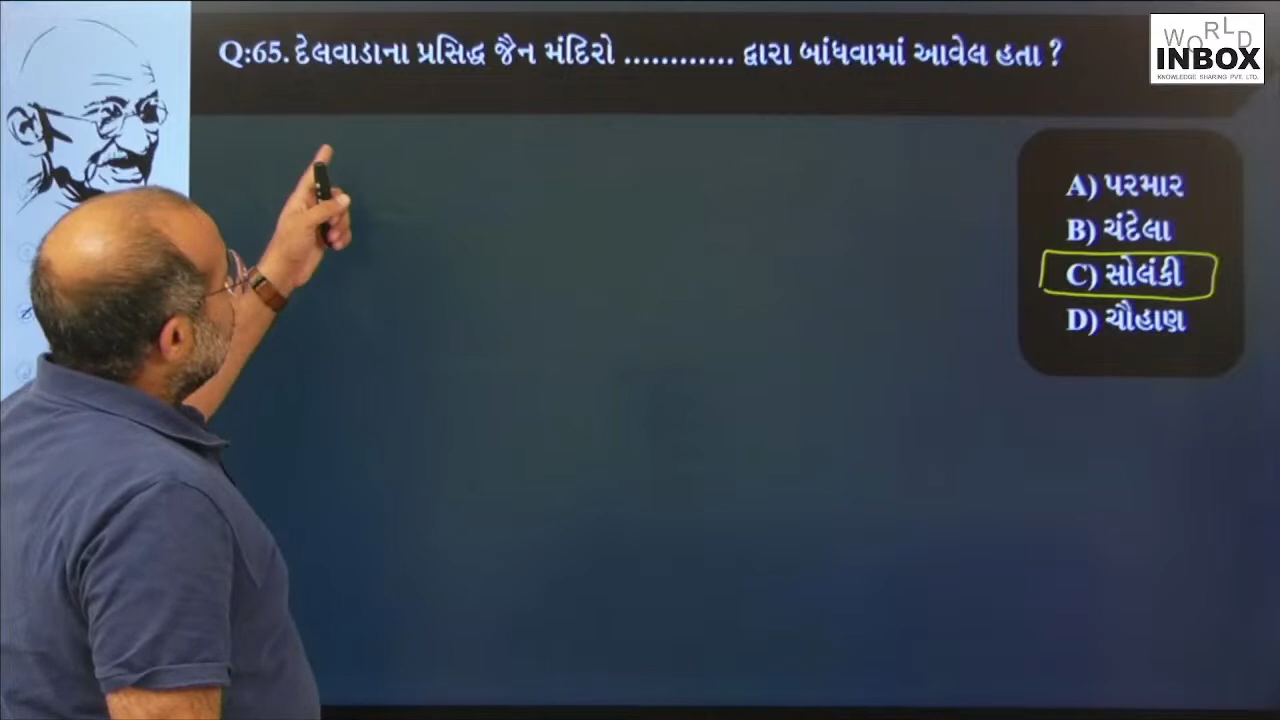 Q:65. દેલવાડાના પ્રસિદ્ધ જૈન મંદિરો ............ દ્વારા બાંધવામાં આવેલ હતા ?
WORLD
INBOX
KNOWLEDGE SHARING PVT. LTD.
A) પરમાર
B) ચંદેલા
C) સોલંકી
D) ચૌહાણ